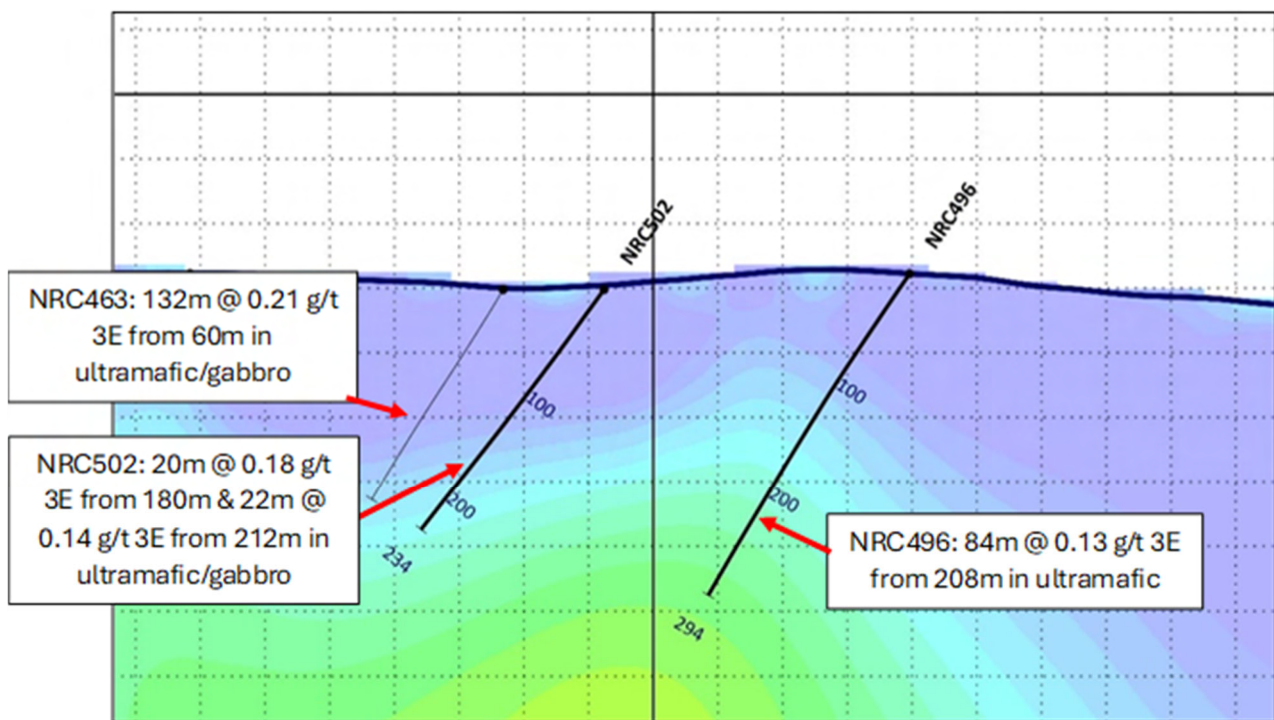 NRC502
NRC496
NRC463: 132m @ 0.21 g/t
3E from 60m in
ultramafic/gabbro
100
100
NRC502: 20m @ 0.18 g/t
3E from 180m & 22m @
0.14 g/t 3E from 212m in
ultramafic/gabbro
200
200
234
NRC496: 84m @ 0.13 g/t 3E
from 208m in ultramafic
294